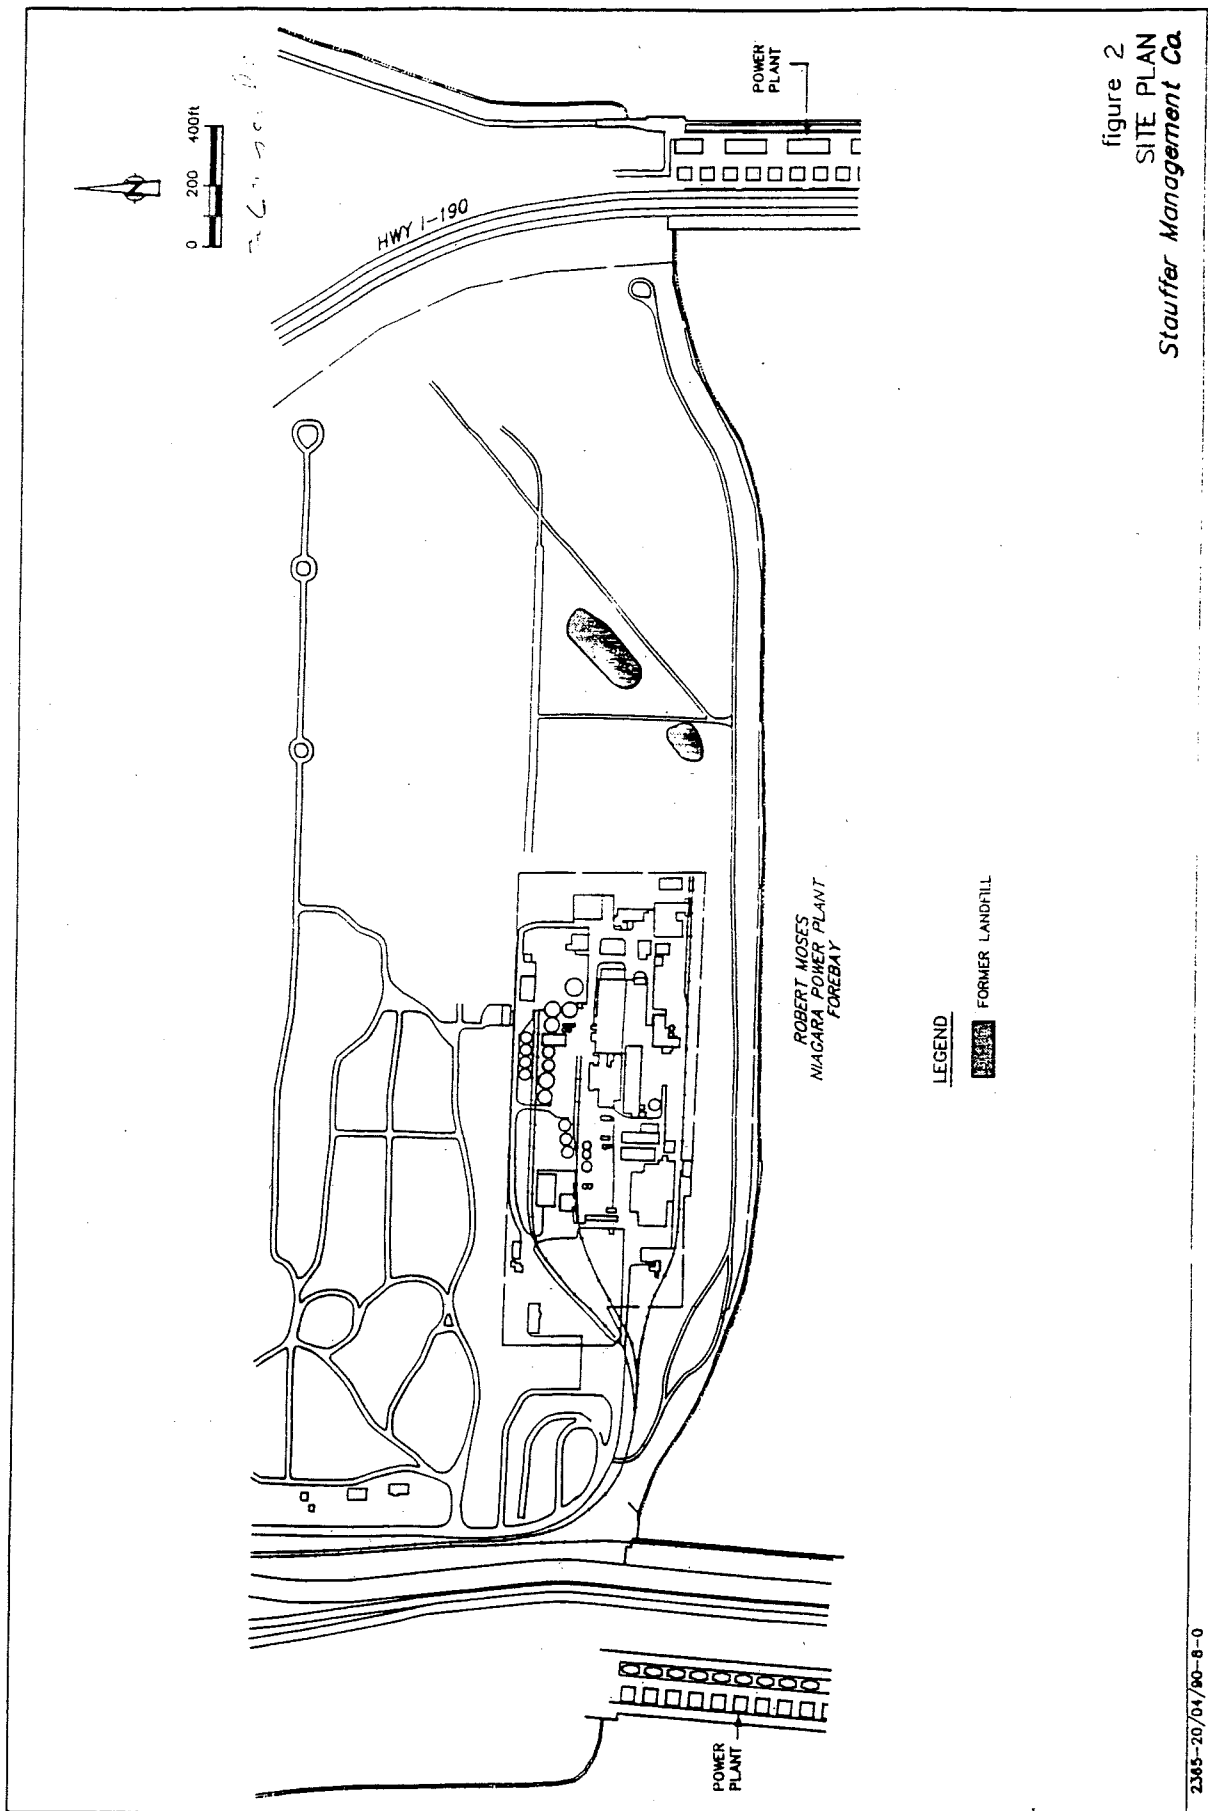 0 200 400ft
N
HWY I-190
POWER
PLANT
POWER
PLANT
ROBERT MOSES
NIAGARA POWER PLANT
FOREBAY
LEGEND
FORMER LANDFILL
figure 2
SITE PLAN
Stauffer Management Co.
2365-20/04/90-8-0